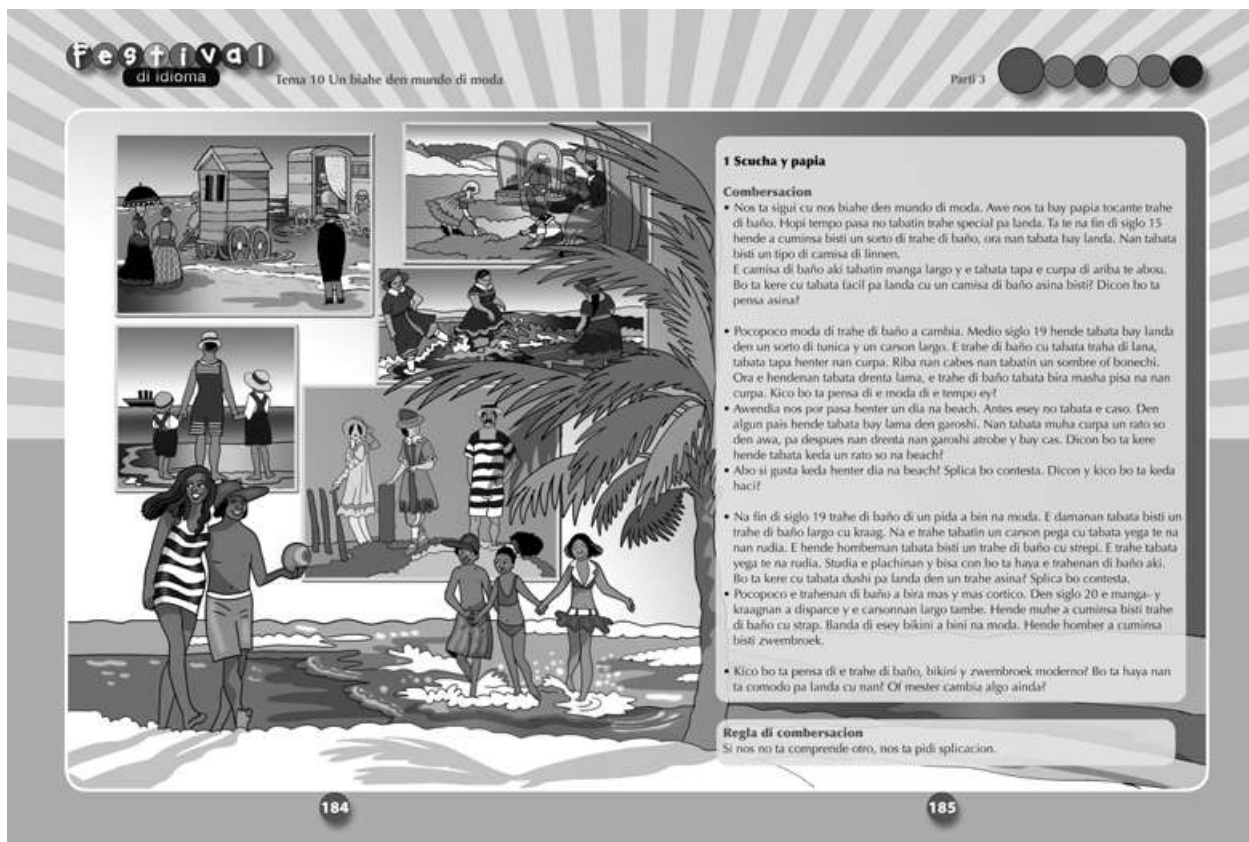 Festival
di idioma
Tema 10 Un biahe den mundo di moda
Parti 3
1 Scucha y papia
Combersacion
• Nos ta sigui cu nos biahe den mundo di moda. Awe nos ta bay papia tocante trahe
di baño. Hopi tempo pasa no tabatin trahe special pa landa. Ta te na fin di siglo 15
hende a cuminsa bisti un sorto di trahe di baño, ora nan tabata bay landa. Nan tabata
bisti un tipo di camisa di linnen.
E camisa di baño aki tabatin manga largo y e tabata tapa e curpa di ariba te abou.
Bo ta kere cu tabata facil pa landa cu un camisa di baño asina bisti? Dicon bo ta
pensa asina?
• Pocopoco moda di trahe di baño a cambia. Medio siglo 19 hende tabata bay landa
den un sorto di tunica y un carson largo. E trahe di baño cu tabata traha di lana,
tabata tapa henter nan curpa. Riba nan cabes nan tabatin un sombre of bonechi.
Ora e hendenan tabata drenta lama, e trahe di baño tabata bira masha pisa na nan
curpa. Kico bo ta pensa di e moda di e tempo ey?
• Awendia nos por pasa henter un dia na beach. Antes esey no tabata e caso. Den
algun pais hende tabata bay lama den garoshi. Nan tabata muha curpa un rato so
den awa, pa despues nan drenta nan garoshi atrobe y bay cas. Dicon bo ta kere
hende tabata keda un rato so na beach?
• Abo si gusta keda henter dia na beach? Splica bo contesta. Dicon y kico bo ta keda
haci?
• Na fin di siglo 19 trahe di baño di un pida a bin na moda. E damanan tabata bisti un
trahe di baño largo cu kraag. Na e trahe tabatin un carson pega cu tabata yega te na
nan rudia. E hende hombernan tabata bisti un trahe di baño cu strepi. E trahe tabata
yega te na rudia. Studia e plachinan y bisa con bo ta haya e trahenan di baño aki.
Bo ta kere cu tabata dushi pa landa den un trahe asina? Splica bo contesta.
• Pocopoco e trahenan di baño a bira mas y mas cortico. Den siglo 20 e manga- y
kraagnan a disparce y e carsonnan largo tambe. Hende muhe a cuminsa bisti trahe
di baño cu strap. Banda di esey bikini a bini na moda. Hende homber a cuminsa
bisti zwembroek.
• Kico bo ta pensa di e trahe di baño, bikini y zwembroek moderno? Bo ta haya nan
ta comodo pa landa cu nan? Of mester cambia algo ainda?
Regla di combersacion
Si nos no ta comprende otro, nos ta pidi splicacion.
184
185